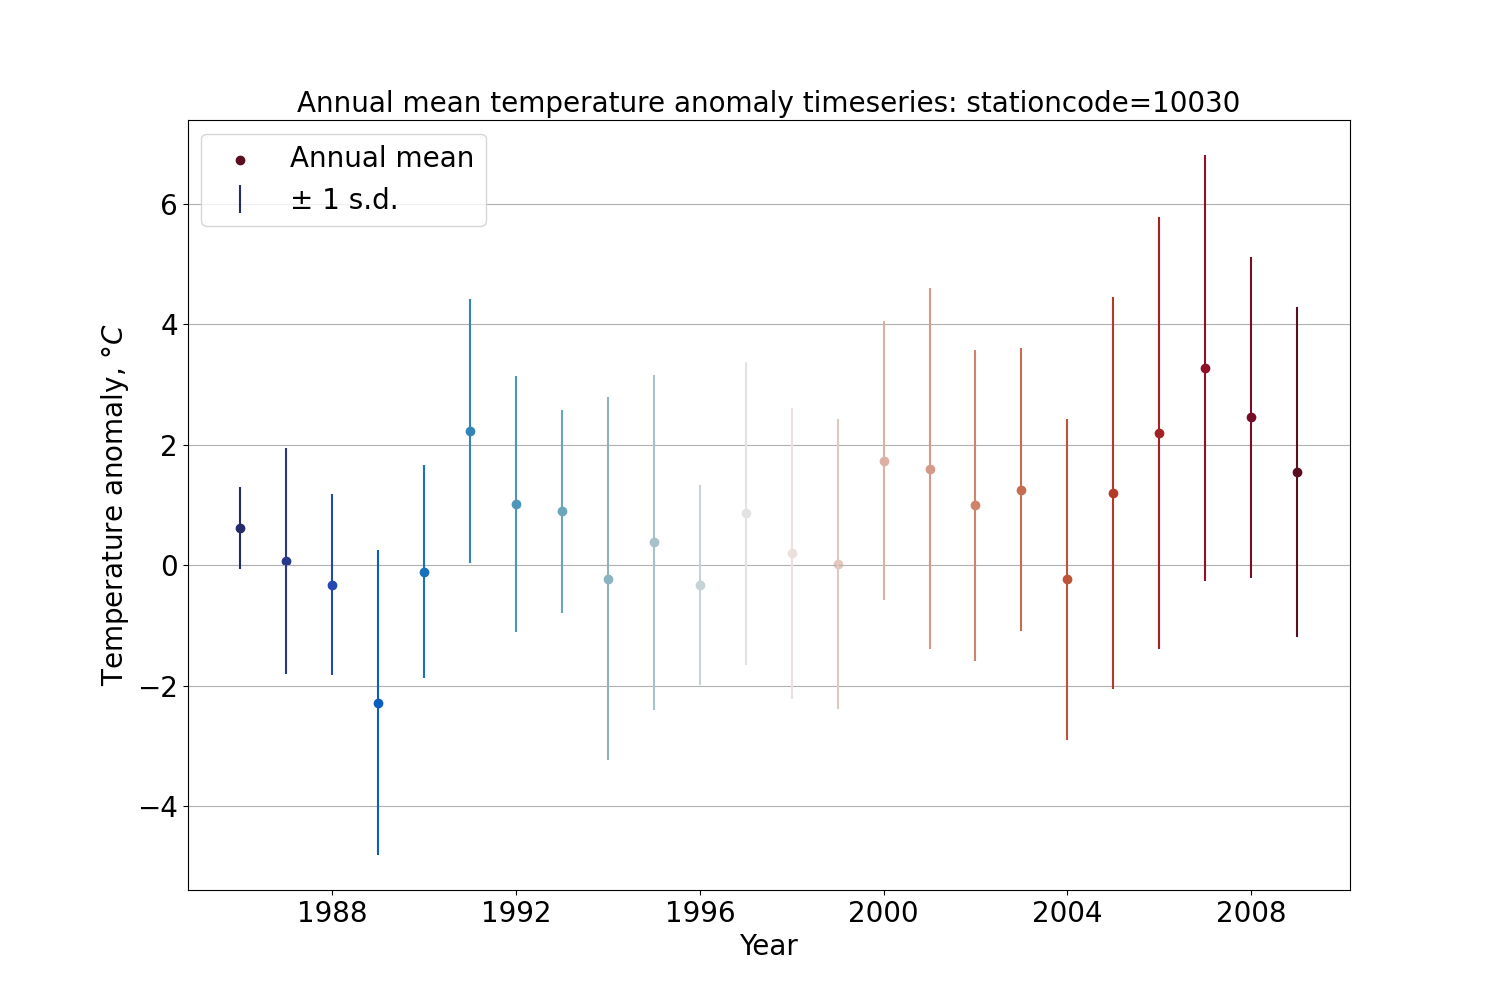 Annual mean temperature anomaly timeseries: stationcode=10030
Annual mean
± 1 s.d.
Temperature anomaly, °C
6
4
2
0
−2
−4
1988 1992 1996 2000 2004 2008
Year